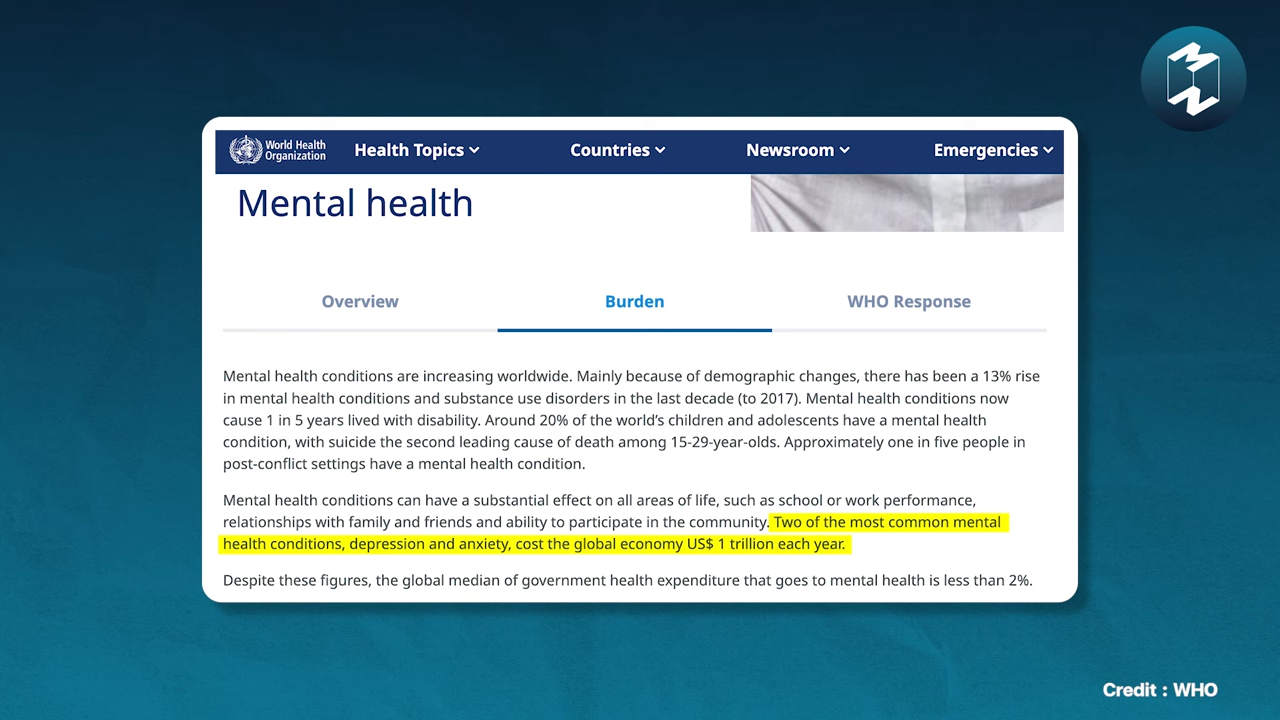 World Health
Organization
Health Topics
Countries
Newsroom
Emergencies
Mental health
Overview
Burden
WHO Response
Mental health conditions are increasing worldwide. Mainly because of demographic changes, there has been a 13% rise
in mental health conditions and substance use disorders in the last decade (to 2017). Mental health conditions now
cause 1 in 5 years lived with disability. Around 20% of the world’s children and adolescents have a mental health
condition, with suicide the second leading cause of death among 15-29-year-olds. Approximately one in five people in
post-conflict settings have a mental health condition.
Mental health conditions can have a substantial effect on all areas of life, such as school or work performance,
relationships with family and friends and ability to participate in the community. Two of the most common mental
health conditions, depression and anxiety, cost the global economy US$ 1 trillion each year.
Despite these figures, the global median of government health expenditure that goes to mental health is less than 2%.
Credit : WHO